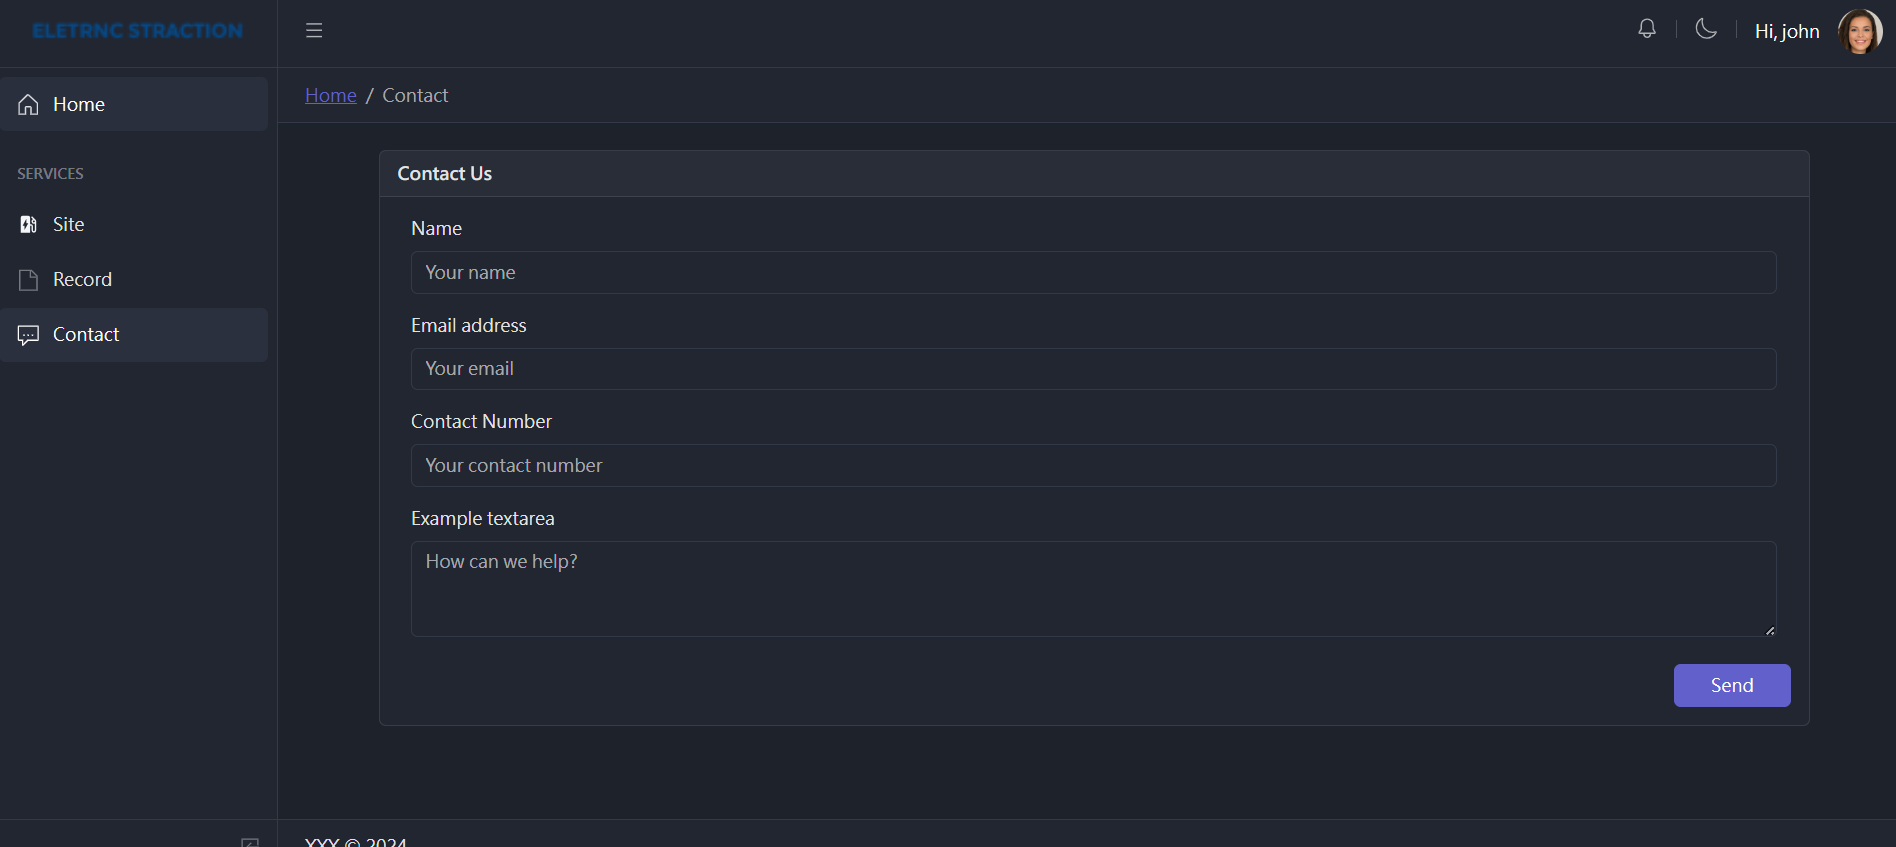 ELETRNC STRACTION
Hi, john
Home
Home / Contact
SERVICES
Site
Record
Contact
Contact Us
Name
Your name
Email address
Your email
Contact Number
Your contact number
Example textarea
How can we help?
Send
XXX © 2024